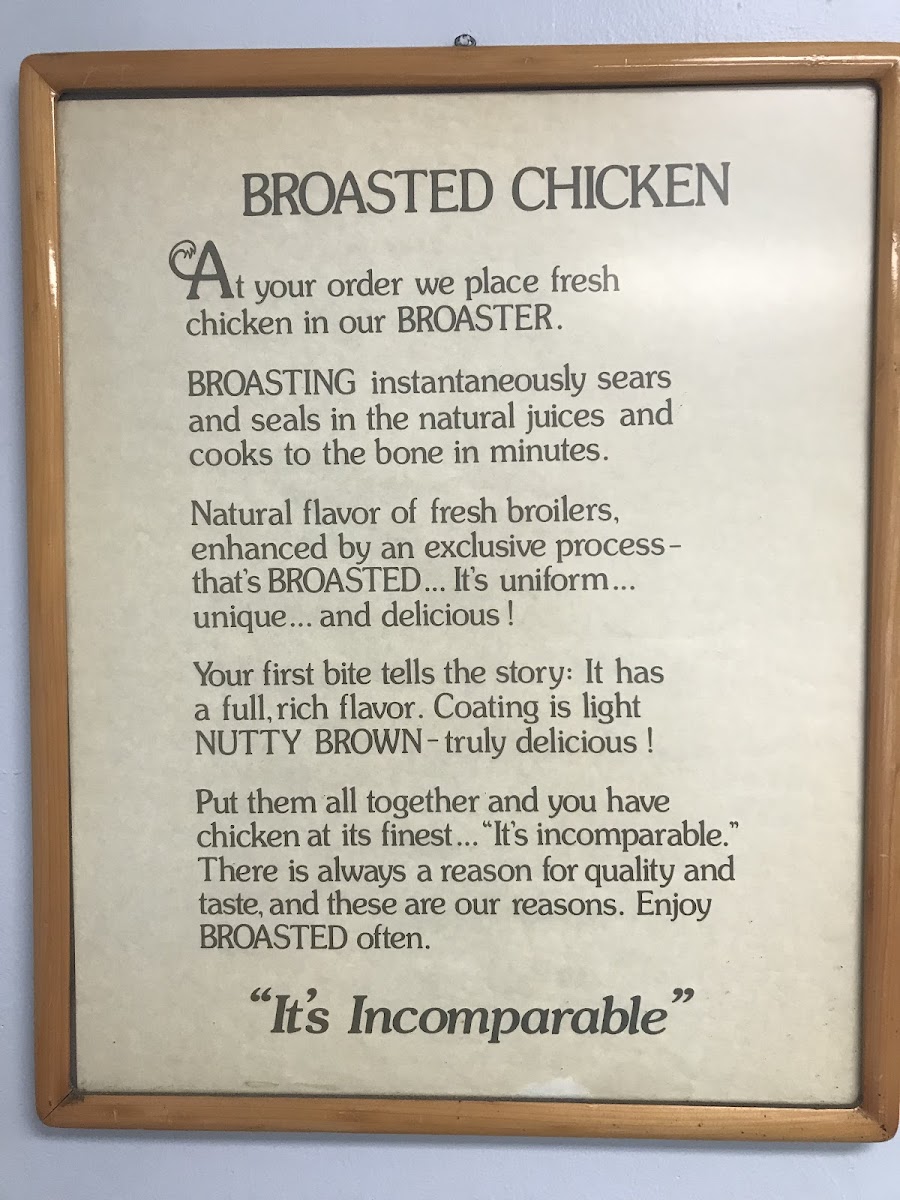 BROASTED CHICKEN
At your order we place fresh
chicken in our BROASTER.
BROASTING instantaneously sears
and seals in the natural juices and
cooks to the bone in minutes.
Natural flavor of fresh broilers,
enhanced by an exclusive process-
that's BROASTED... It's uniform...
unique... and delicious!
Your first bite tells the story: It has
a full, rich flavor. Coating is light
NUTTY BROWN-truly delicious!
Put them all together and you have
chicken at its finest..."It's incomparable."
There is always a reason for quality and
taste, and these are our reasons. Enjoy
BROASTED often.
"It's Incomparable"